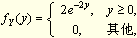 f_Y(y) = { 2e^{-2y}, y ≥ 0,
0, 其他,